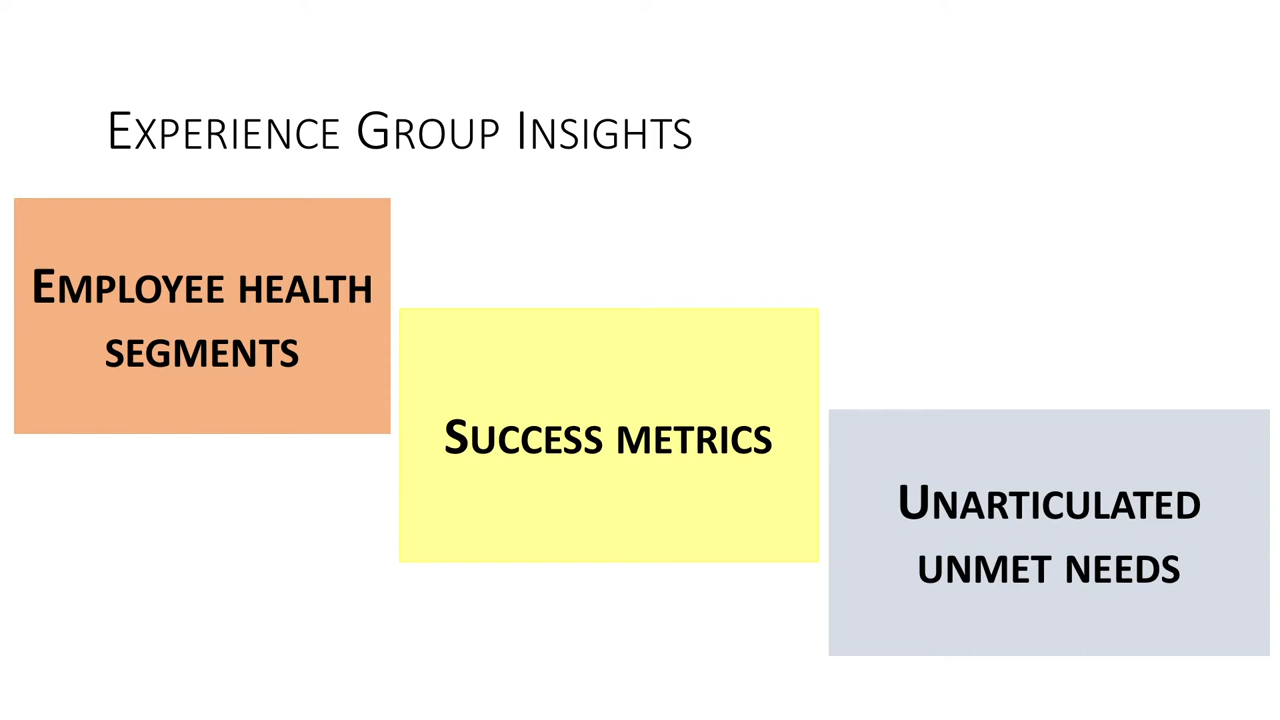 Experience Group Insights
Employee health
segments
Success metrics
Unarticulated
unmet needs